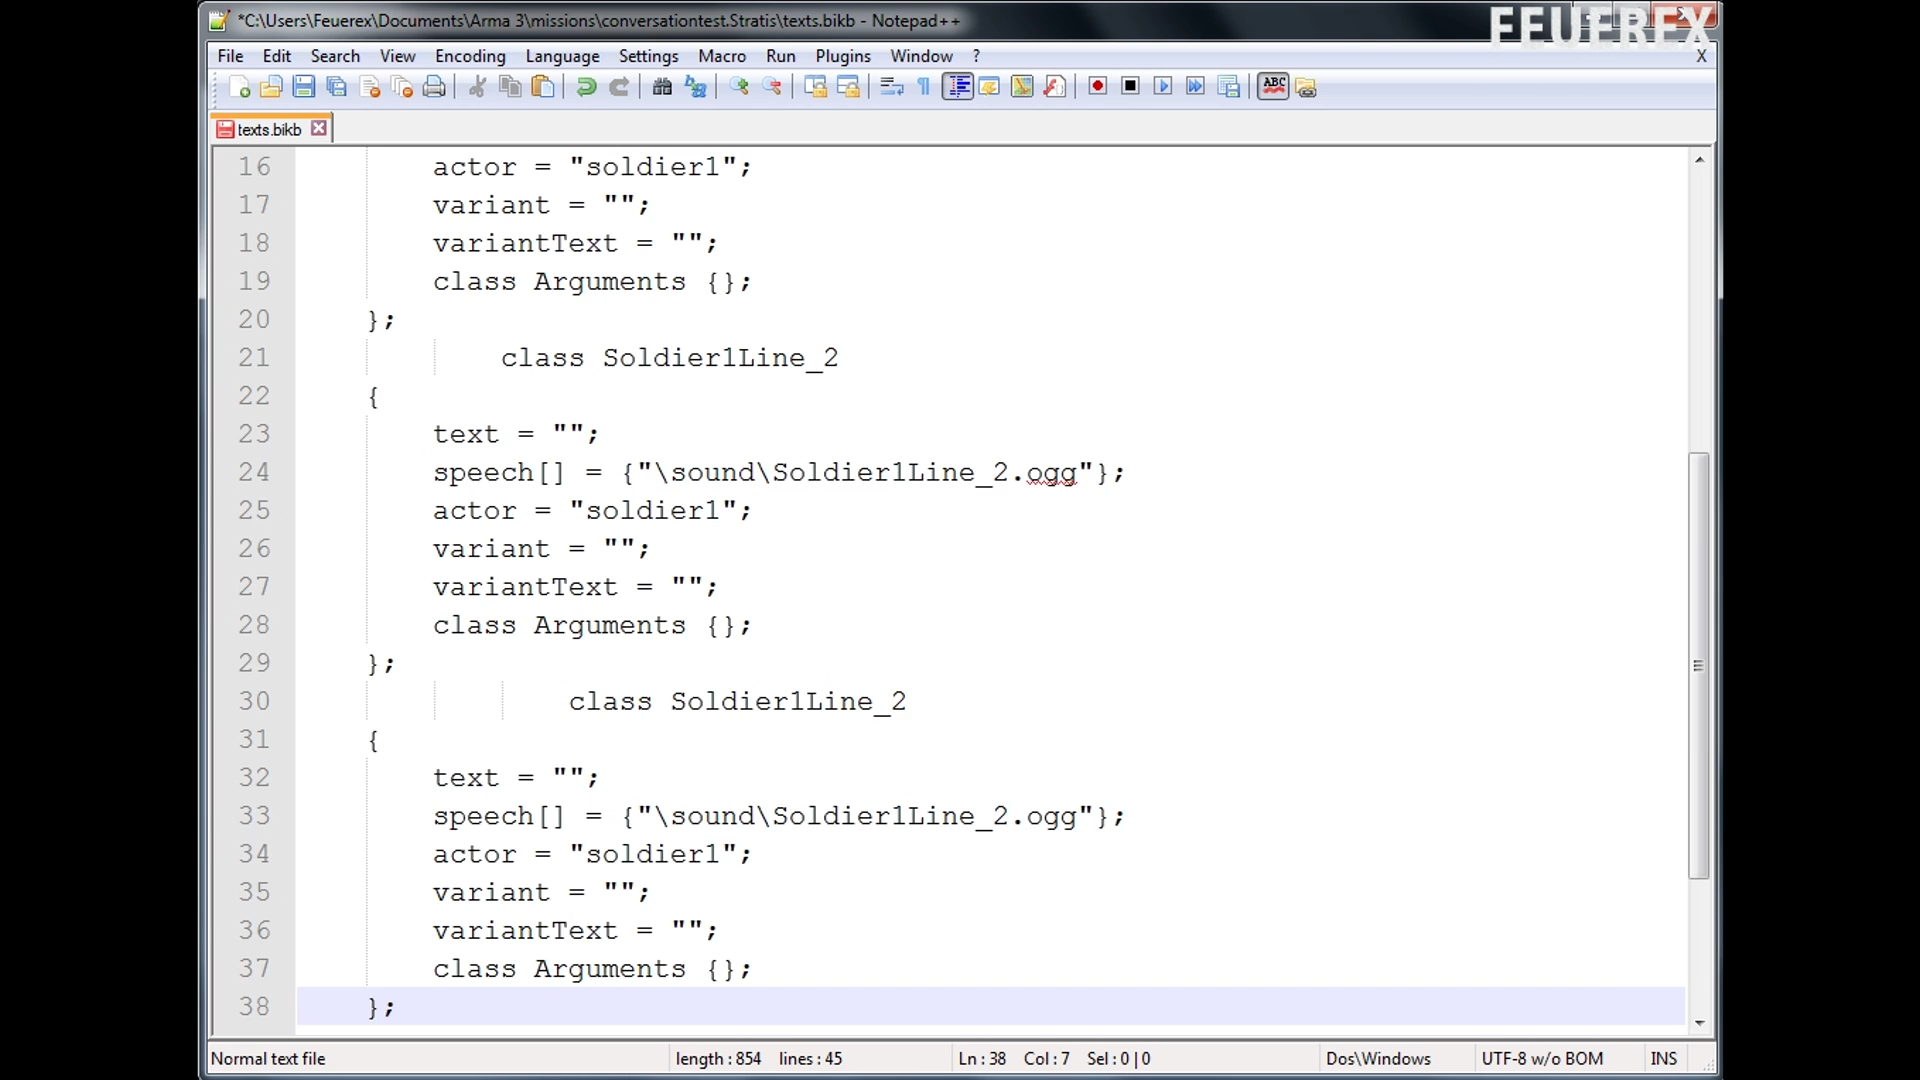 *C:\Users\Feuerex\Documents\Arma 3\missions\conversationtest.Stratis\texts.bikb - Notepad++
FEUEREX
File Edit Search View Encoding Language Settings Macro Run Plugins Window ? X
ABC
texts.bikb
16 actor = "soldier1";
17 variant = "";
18 variantText = "";
19 class Arguments {};
20 };
21 class Soldier1Line_2
22 {
23 text = "";
24 speech[] = {"\sound\Soldier1Line_2.ogg"};
25 actor = "soldier1";
26 variant = "";
27 variantText = "";
28 class Arguments {};
29 };
30 class Soldier1Line_2
31 {
32 text = "";
33 speech[] = {"\sound\Soldier1Line_2.ogg"};
34 actor = "soldier1";
35 variant = "";
36 variantText = "";
37 class Arguments {};
38 };
Normal text file length : 854 lines : 45 Ln : 38 Col : 7 Sel : 0 | 0 Dos\Windows UTF-8 w/o BOM INS